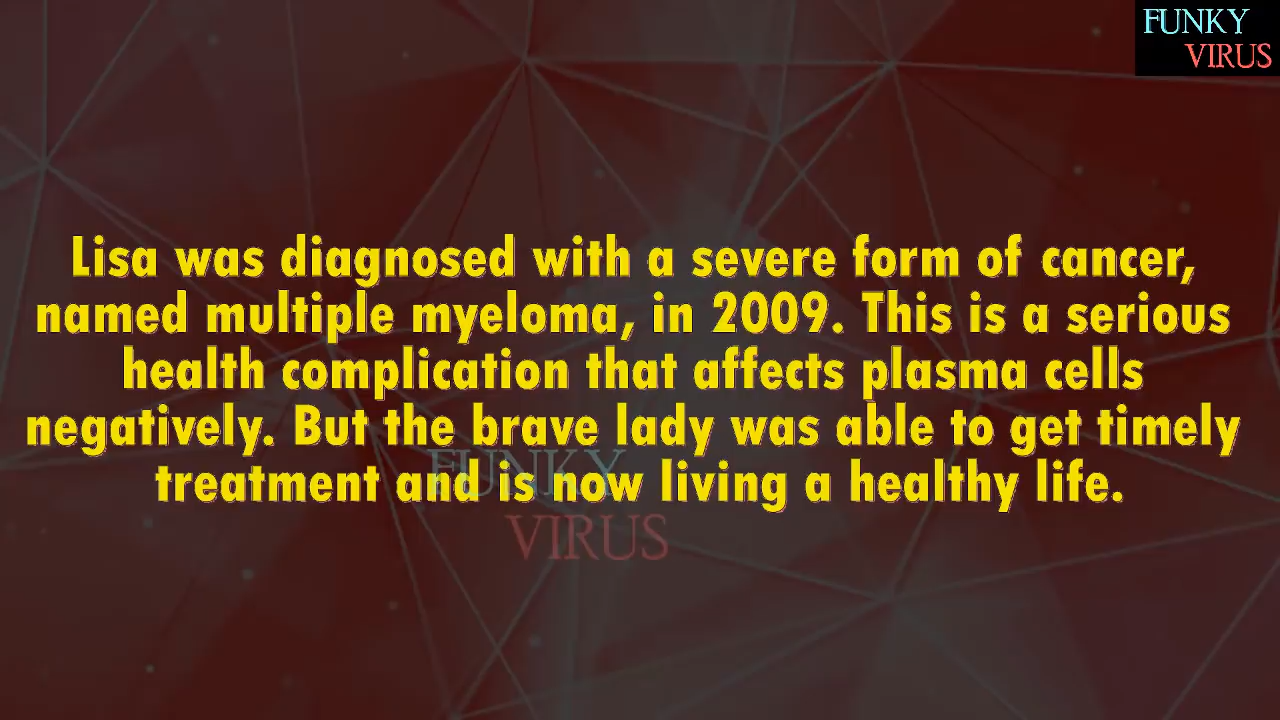 FUNKY
VIRUS
Lisa was diagnosed with a severe form of cancer,
named multiple myeloma, in 2009. This is a serious
health complication that affects plasma cells
negatively. But the brave lady was able to get timely
treatment and is now living a healthy life.
FUNKY
VIRUS